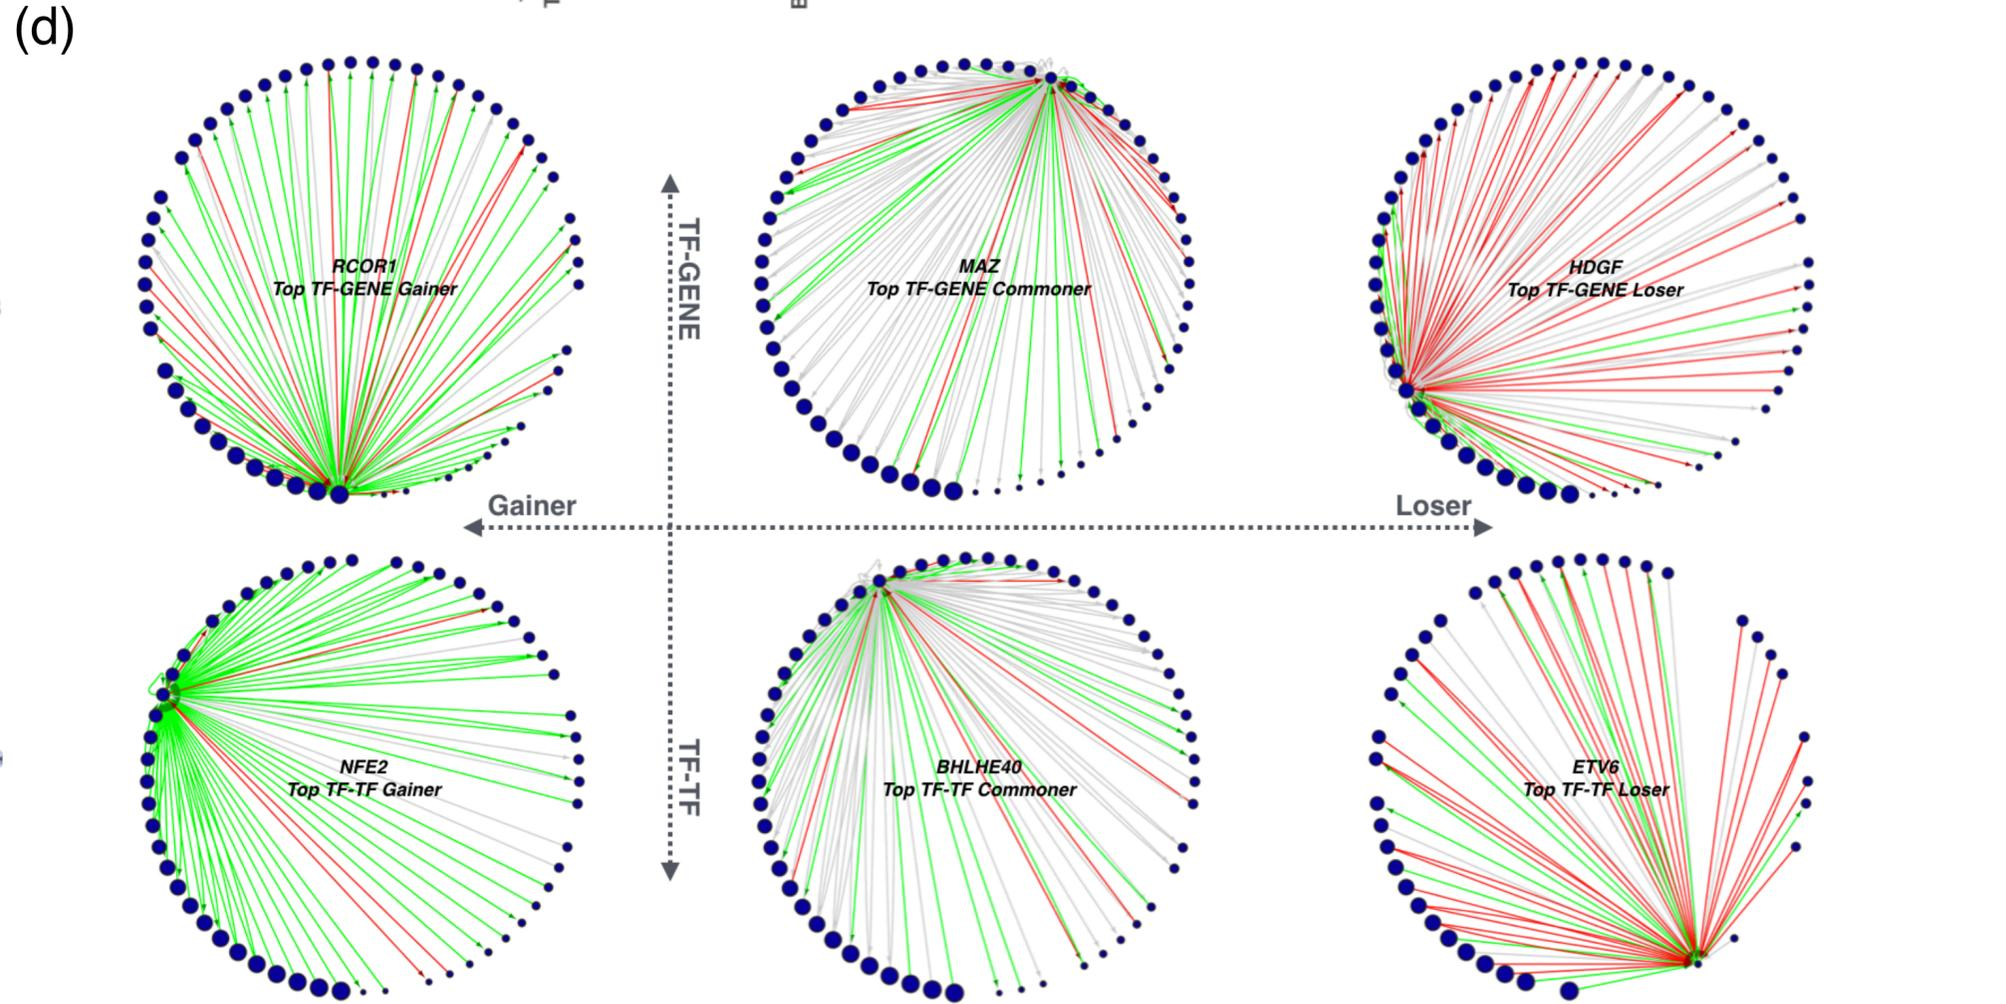 (d)
RCOR1
Top TF-GENE Gainer
MAZ
Top TF-GENE Commoner
HDGF
Top TF-GENE Loser
TF-GENE
Gainer
Loser
TF-TF
NFE2
Top TF-TF Gainer
BHLHE40
Top TF-TF Commoner
ETV6
Top TF-TF Loser